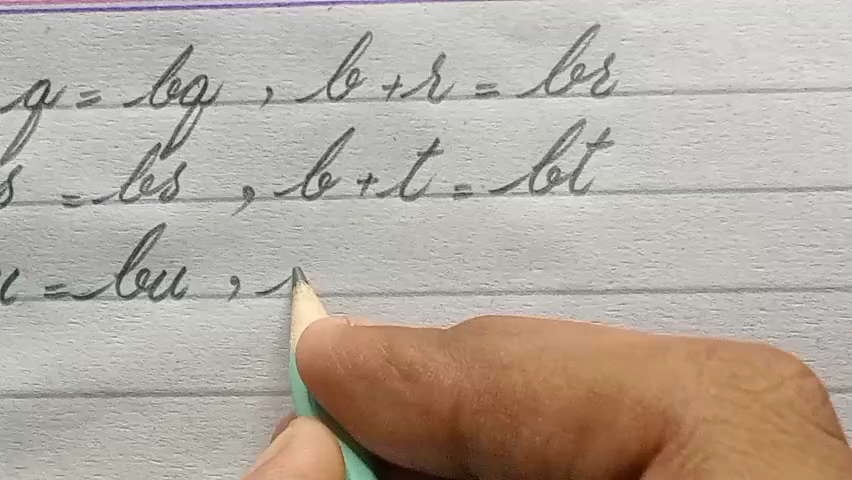 q = bq , b + r = br
s = bs , b + t = bt
u = bu ,